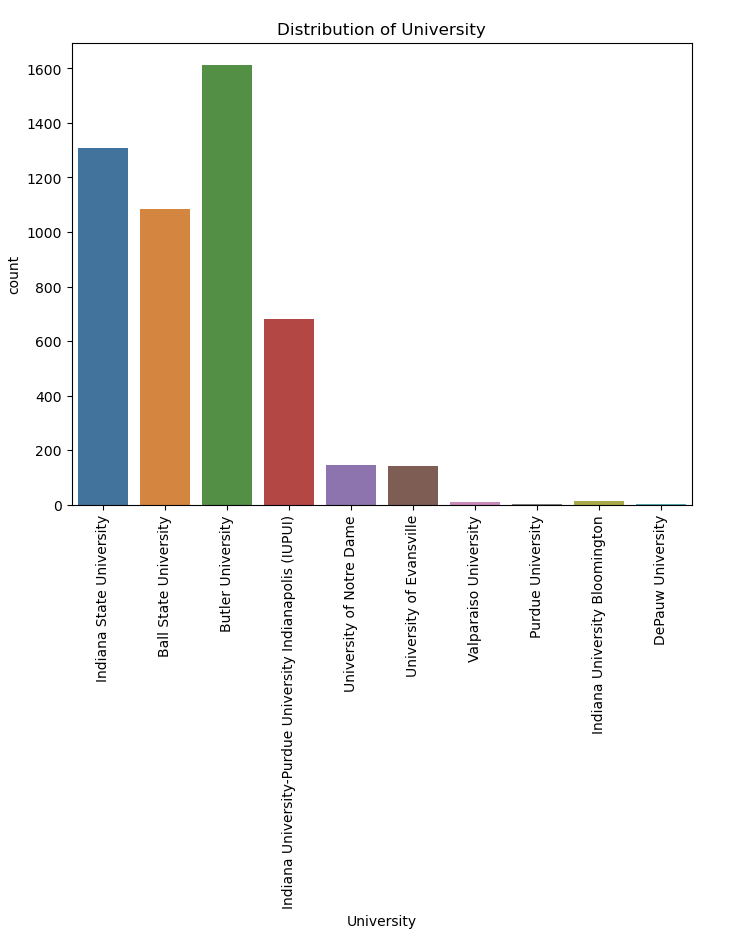 Distribution of University
1600
1400
1200
1000
800
600
400
200
0
count
Indiana State University
Ball State University
Butler University
Indiana University-Purdue University Indianapolis (IUPUI)
University of Notre Dame
University of Evansville
Valparaiso University
Purdue University
Indiana University Bloomington
DePauw University
University